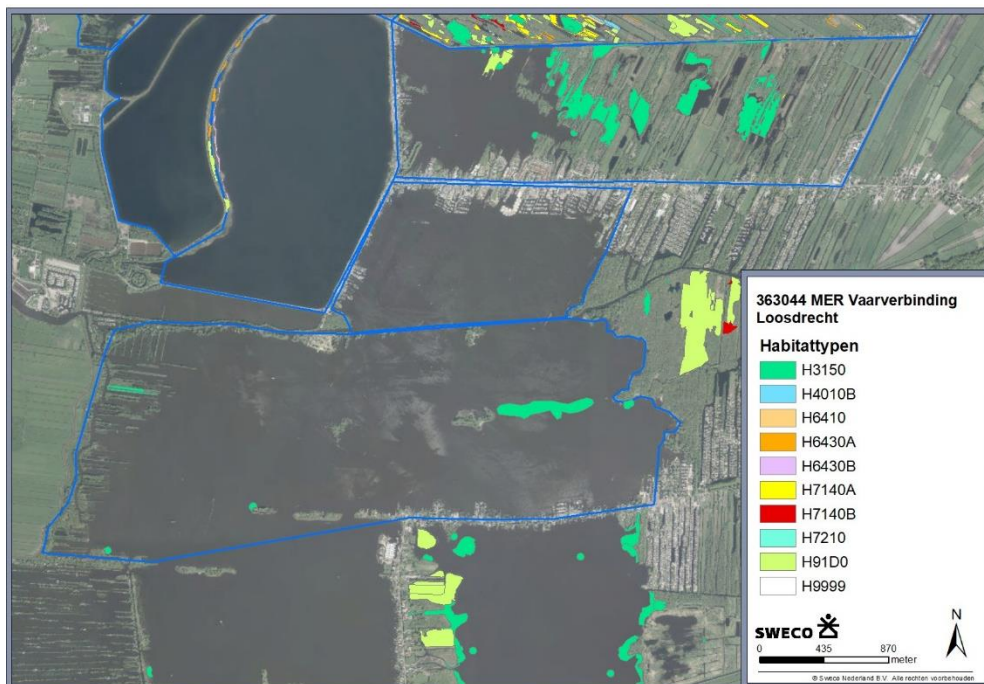 363044 MER Vaarverbinding
Loosdrecht
Habitattypen
H3150
H4010B
H6410
H6430A
H6430B
H7140A
H7140B
H7210
H91D0
H9999
SWECO
N
0 435 870
meter
© Sweco Nederland B.V. Alle rechten voorbehouden